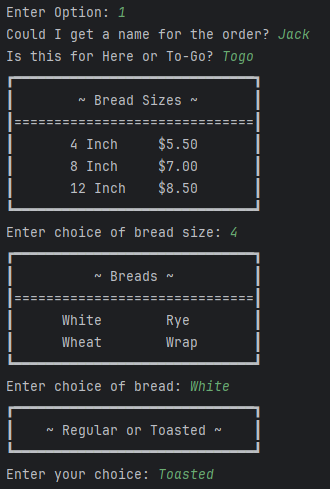 Enter Option: 1
Could I get a name for the order? Jack
Is this for Here or To-Go? Togo
~ Bread Sizes ~
==============================
4 Inch $5.50
8 Inch $7.00
12 Inch $8.50
Enter choice of bread size: 4
~ Breads ~
==============================
White Rye
Wheat Wrap
Enter choice of bread: White
~ Regular or Toasted ~
Enter your choice: Toasted